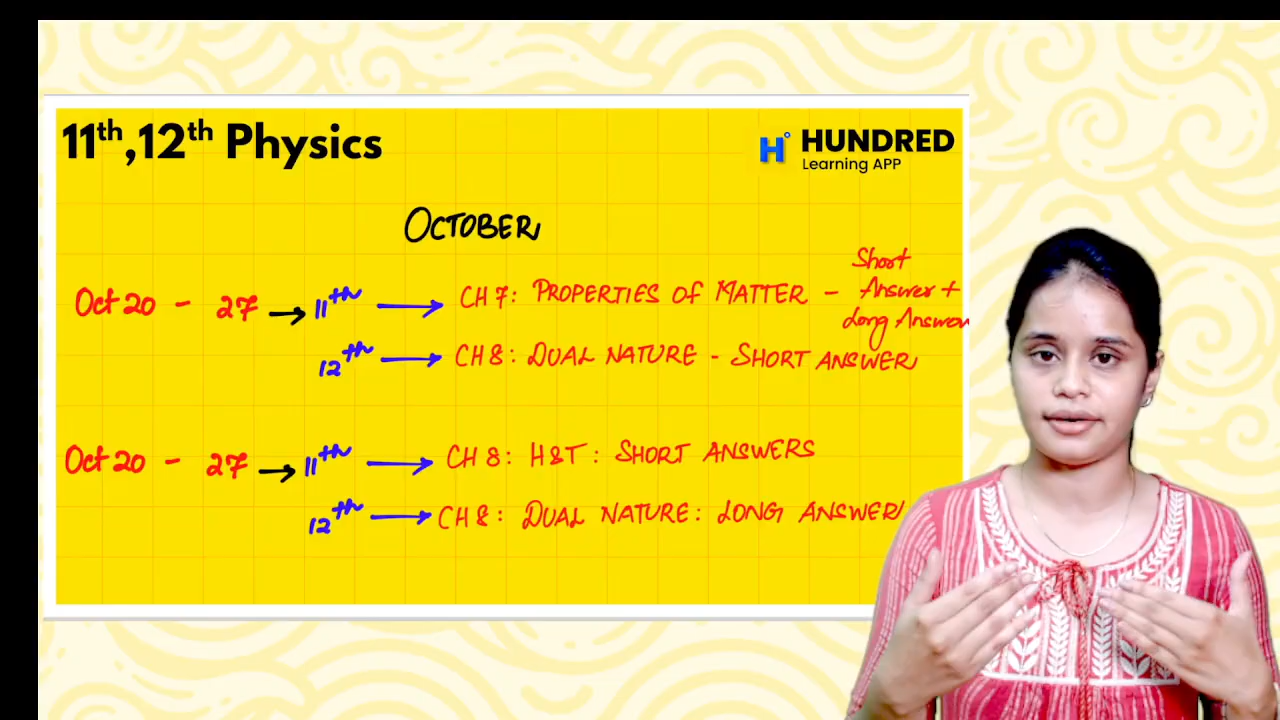 11th,12th Physics
HUNDRED
Learning APP
OCTOBER
Oct 20 - 27 → 11th → CH 7: PROPERTIES OF MATTER - Short Answer + Long Answer
12th → CH 8: DUAL NATURE - SHORT ANSWER
Oct 20 - 27 → 11th → CH 8: H&T: SHORT ANSWERS
12th → CH 8: DUAL NATURE: LONG ANSWER